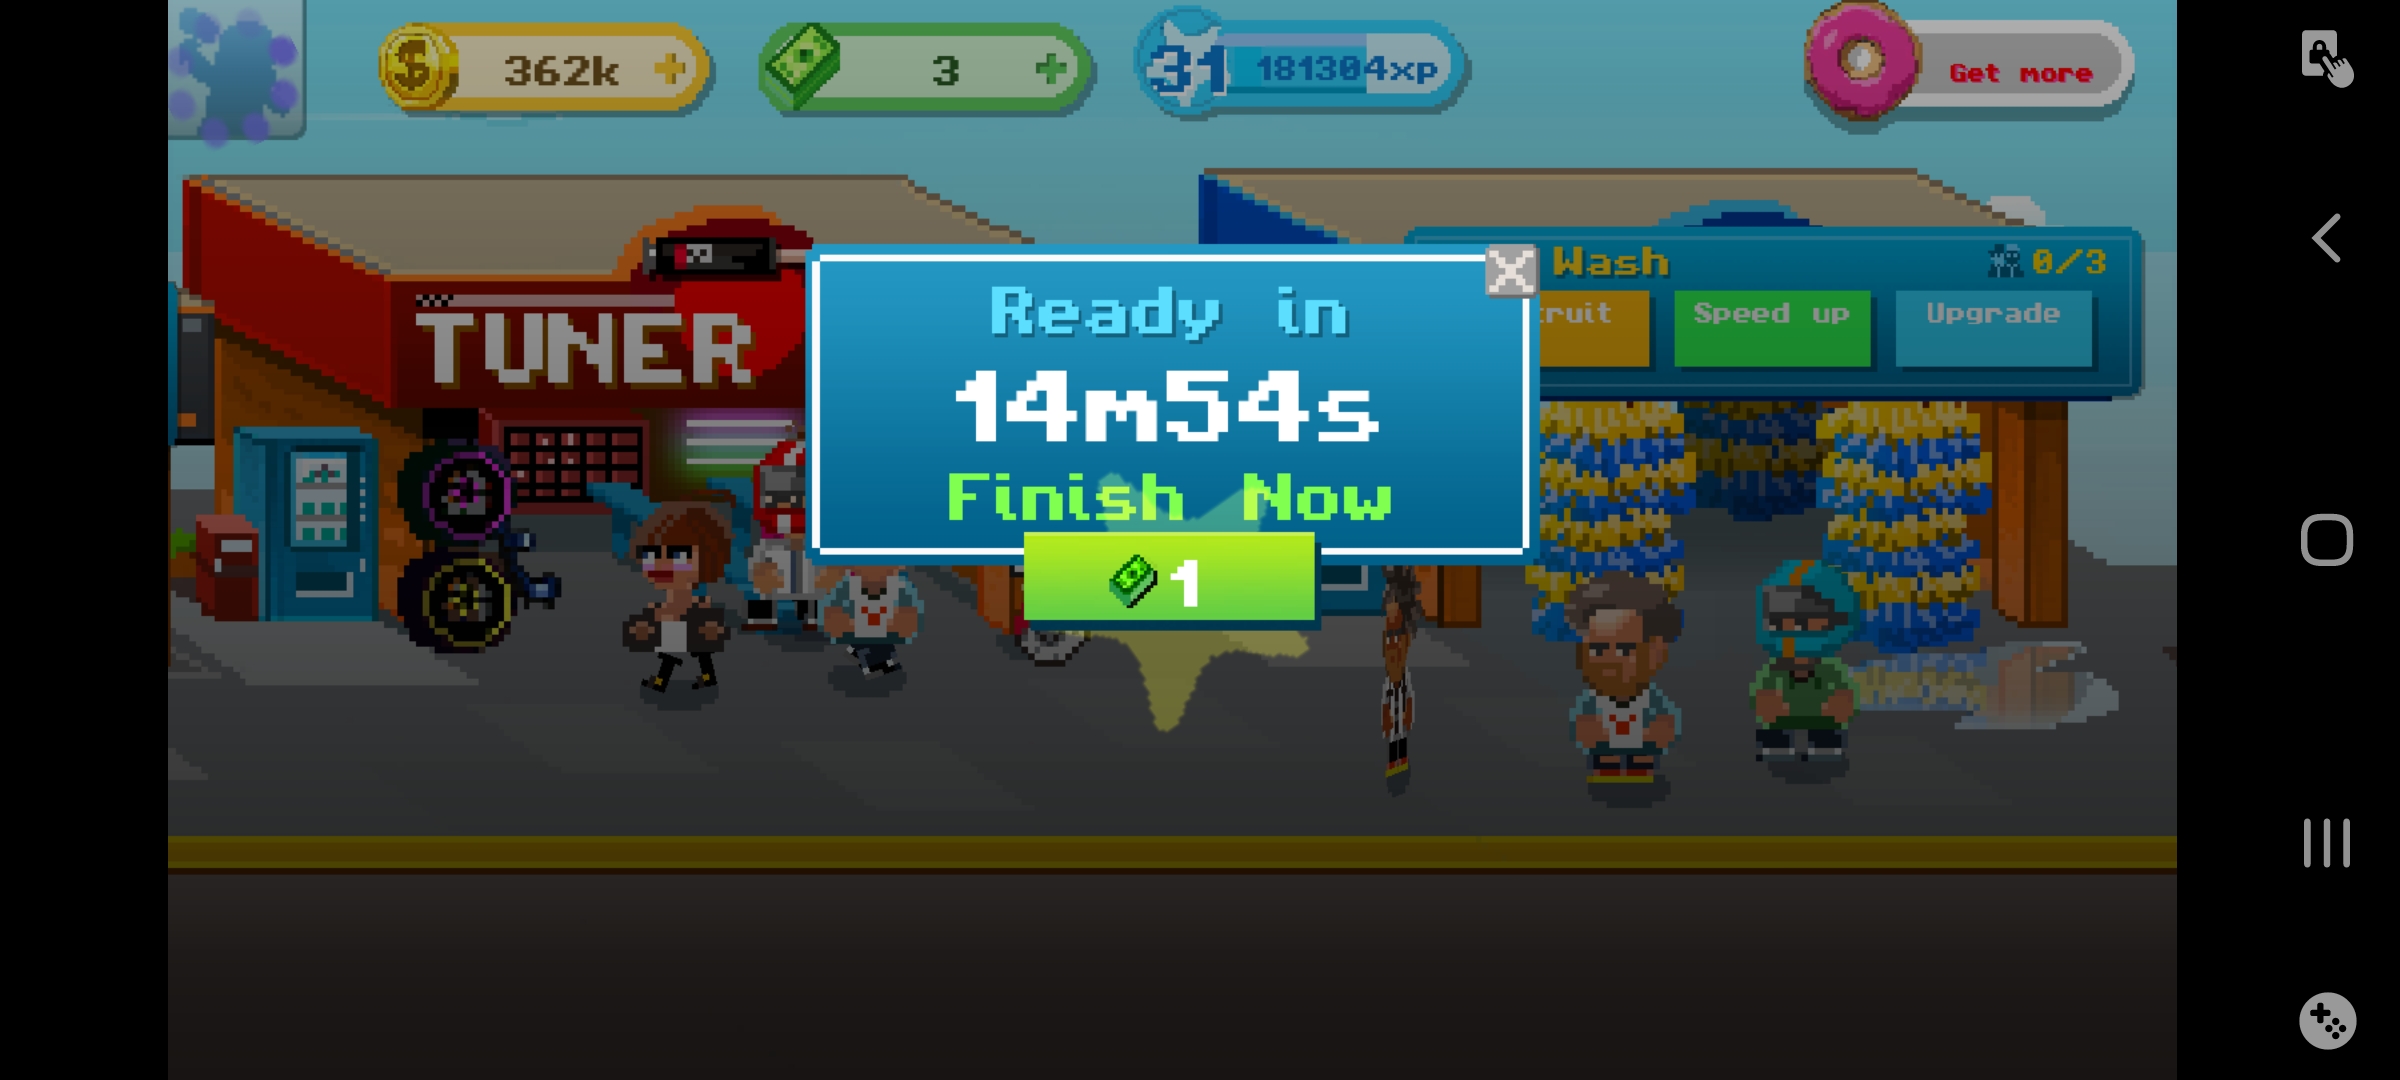 362k +
3 +
31 181304xp
Get more
TUNER
Wash 0/3
cruit
Speed up
Upgrade
Ready in
14m54s
Finish Now
1